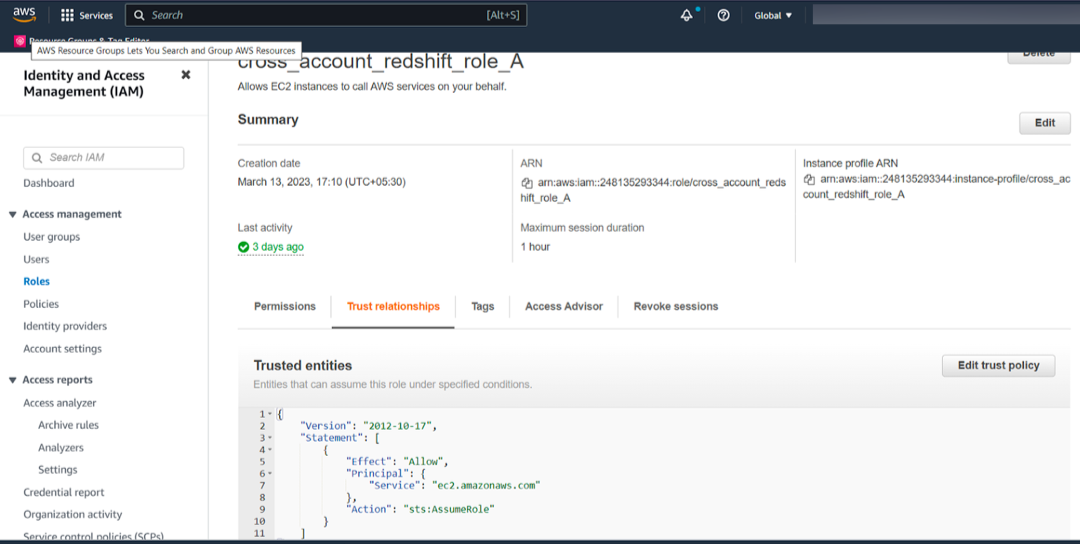 aws
Services
Search
[Alt+S]
Global
Resource Groups & Tag Editor
AWS Resource Groups Lets You Search and Group AWS Resources
Identity and Access
Management (IAM)
Search IAM
Dashboard
Access management
User groups
Users
Roles
Policies
Identity providers
Account settings
Access reports
Access analyzer
Archive rules
Analyzers
Settings
Credential report
Organization activity
Service control policies (SCPs)
cross_account_redshift_role_A
Delete
Allows EC2 instances to call AWS services on your behalf.
Summary
Edit
Creation date
March 13, 2023, 17:10 (UTC+05:30)
Last activity
3 days ago
ARN
arn:aws:iam::248135293344:role/cross_account_reds
hift_role_A
Maximum session duration
1 hour
Instance profile ARN
arn:aws:iam::248135293344:instance-profile/cross_ac
count_redshift_role_A
Permissions
Trust relationships
Tags
Access Advisor
Revoke sessions
Trusted entities
Edit trust policy
Entities that can assume this role under specified conditions.
1 {
2 "Version": "2012-10-17",
3 "Statement": [
4 {
5 "Effect": "Allow",
6 "Principal": {
7 "Service": "ec2.amazonaws.com"
8 },
9 "Action": "sts:AssumeRole"
10 }
11 ]